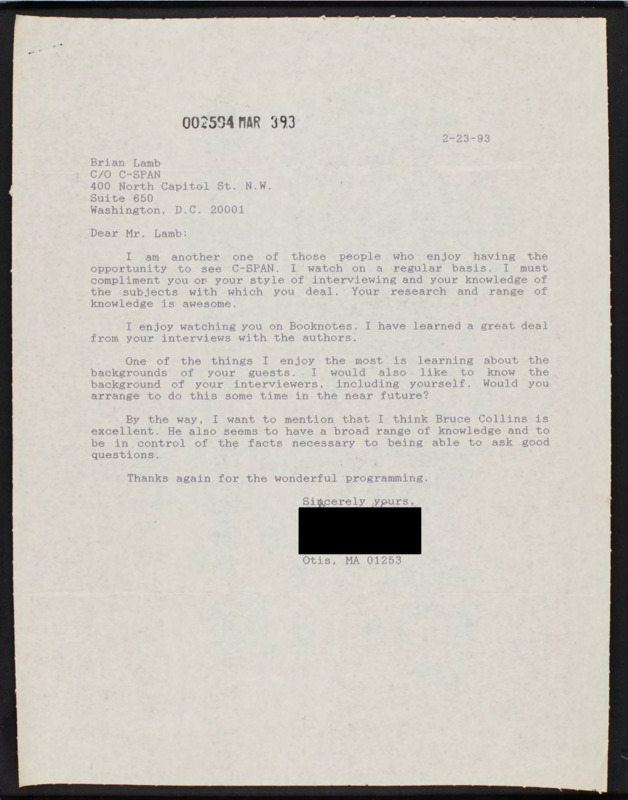 002594 MAR 393
2-23-93
Brian Lamb
C/O C-SPAN
400 North Capitol St. N.W.
Suite 650
Washington, D.C. 20001
Dear Mr. Lamb:
I am another one of those people who enjoy having the
opportunity to see C-SPAN. I watch on a regular basis. I must
compliment you on your style of interviewing and your knowledge of
the subjects with which you deal. Your research and range of
knowledge is awesome.
I enjoy watching you on Booknotes. I have learned a great deal
from your interviews with the authors.
One of the things I enjoy the most is learning about the
backgrounds of your guests. I would also like to know the
background of your interviewers, including yourself. Would you
arrange to do this some time in the near future?
By the way, I want to mention that I think Bruce Collins is
excellent. He also seems to have a broad range of knowledge and to
be in control of the facts necessary to being able to ask good
questions.
Thanks again for the wonderful programming.
Sincerely yours.
Otis, MA 01253